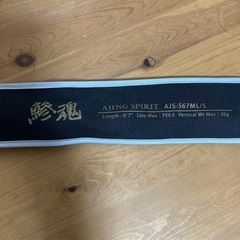 鯵魂
AJING SPIRIT AJS-S67ML/S
Length : 6'7" Line Max : PE0.8 Vertical Wt Max : 30g